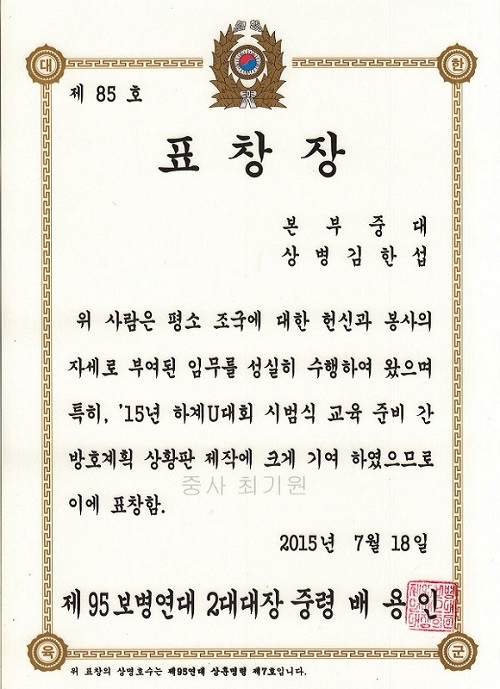 대 한
제 85 호
표 창 장
본 부 중 대
상 병 김 한 섭
위 사람은 평소 조국에 대한 헌신과 봉사의
자세로 부여된 임무를 성실히 수행하여 왔으며
특히, '15년 하계U대회 시범식 교육 준비 간
방호계획 상황판 제작에 크게 기여 하였으므로
중사 최기원
이에 표창함.
2015년 7월 18일
제 95 보병연대 2대대장 중령 배 용 인
육 군
위 표창의 상명호수는 제95연대 상훈명령 제7호입니다.